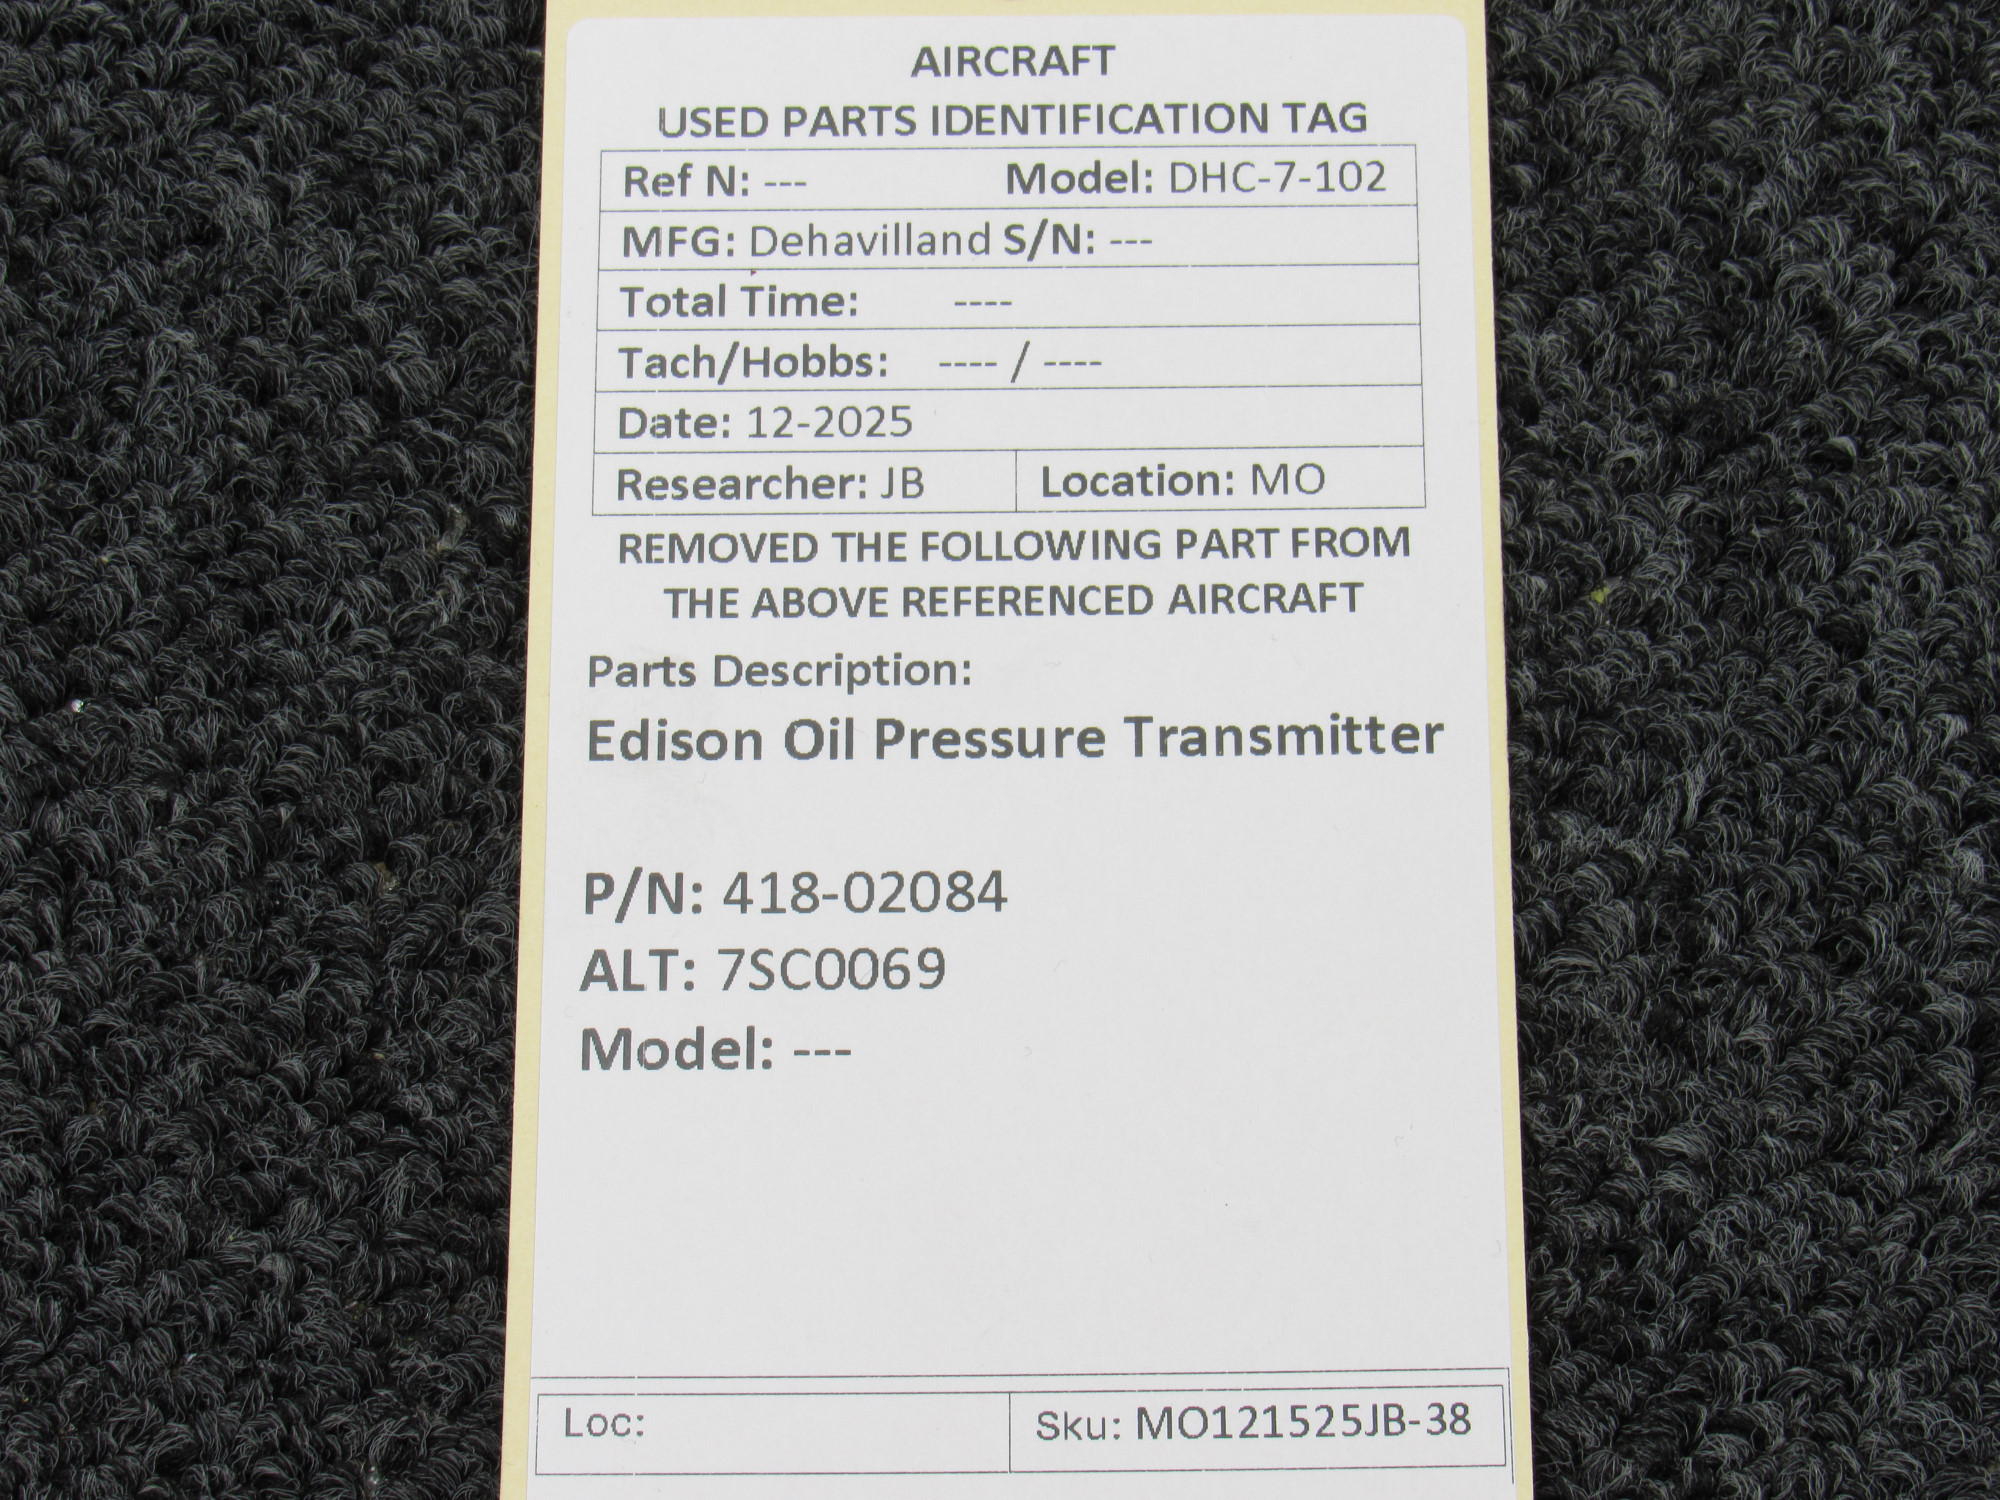 AIRCRAFT
USED PARTS IDENTIFICATION TAG
Ref N: --- Model: DHC-7-102
MFG: Dehavilland S/N: ---
Total Time: ----
Tach/Hobbs: ---- / ----
Date: 12-2025
Researcher: JB Location: MO
REMOVED THE FOLLOWING PART FROM
THE ABOVE REFERENCED AIRCRAFT
Parts Description:
Edison Oil Pressure Transmitter
P/N: 418-02084
ALT: 7SC0069
Model: ---
Loc: Sku: MO121525JB-38